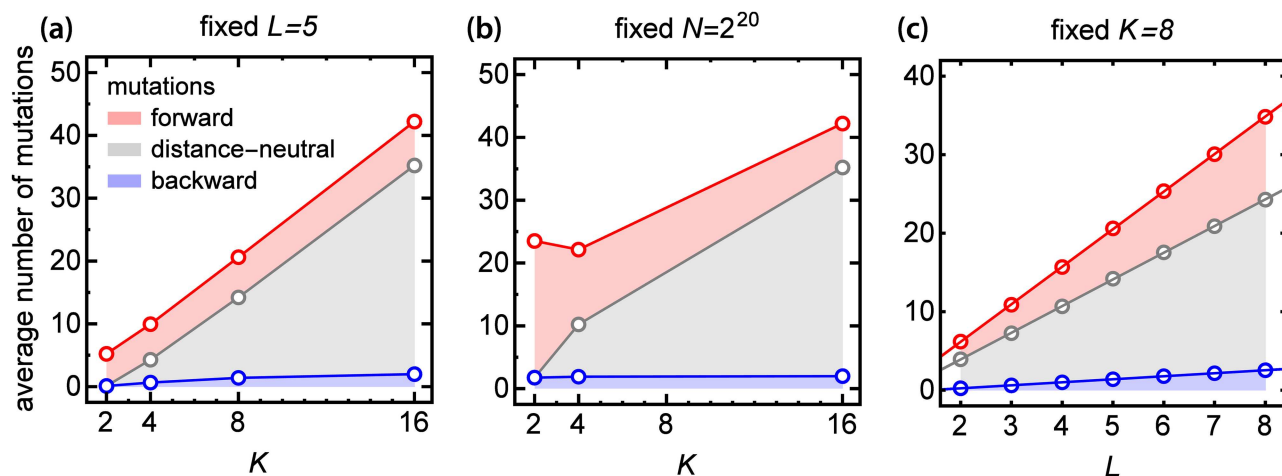 (a) fixed L=5
average number of mutations
50
40
30
20
10
0
mutations
forward
distance−neutral
backward
2 4 8 16
K
(b) fixed N=2^20
50
40
30
20
10
0
2 4 8 16
K
(c) fixed K=8
40
30
20
10
0
2 3 4 5 6 7 8
L